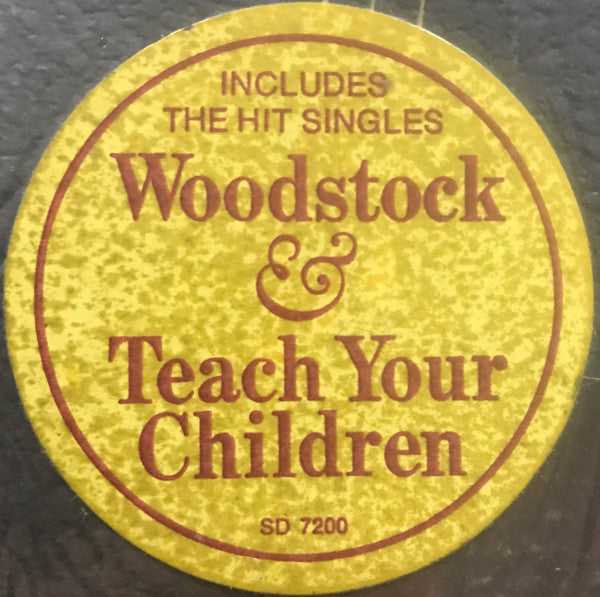 INCLUDES
THE HIT SINGLES
Woodstock
&
Teach Your
Children
SD 7200